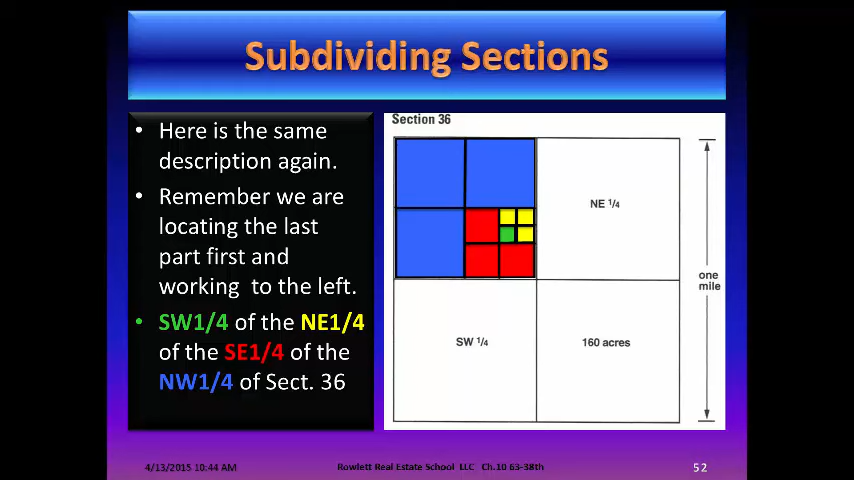 Subdividing Sections
• Here is the same
description again.
• Remember we are
locating the last
part first and
working to the left.
• SW1/4 of the NE1/4
of the SE1/4 of the
NW1/4 of Sect. 36
Section 36
NE 1/4
one
mile
SW 1/4
160 acres
4/13/2015 10:44 AM
Rowlett Real Estate School LLC Ch.10 63-38th
52